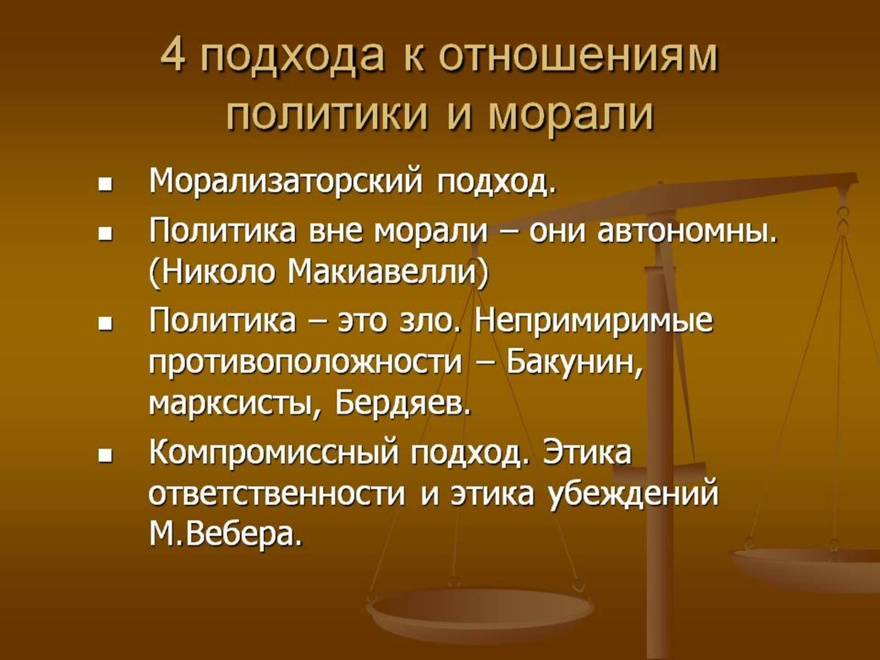 4 подхода к отношениям
политики и морали
Морализаторский подход.
Политика вне морали – они автономны.
(Николо Макиавелли)
Политика – это зло. Непримиримые
противоположности – Бакунин,
марксисты, Бердяев.
Компромиссный подход. Этика
ответственности и этика убеждений
М.Вебера.